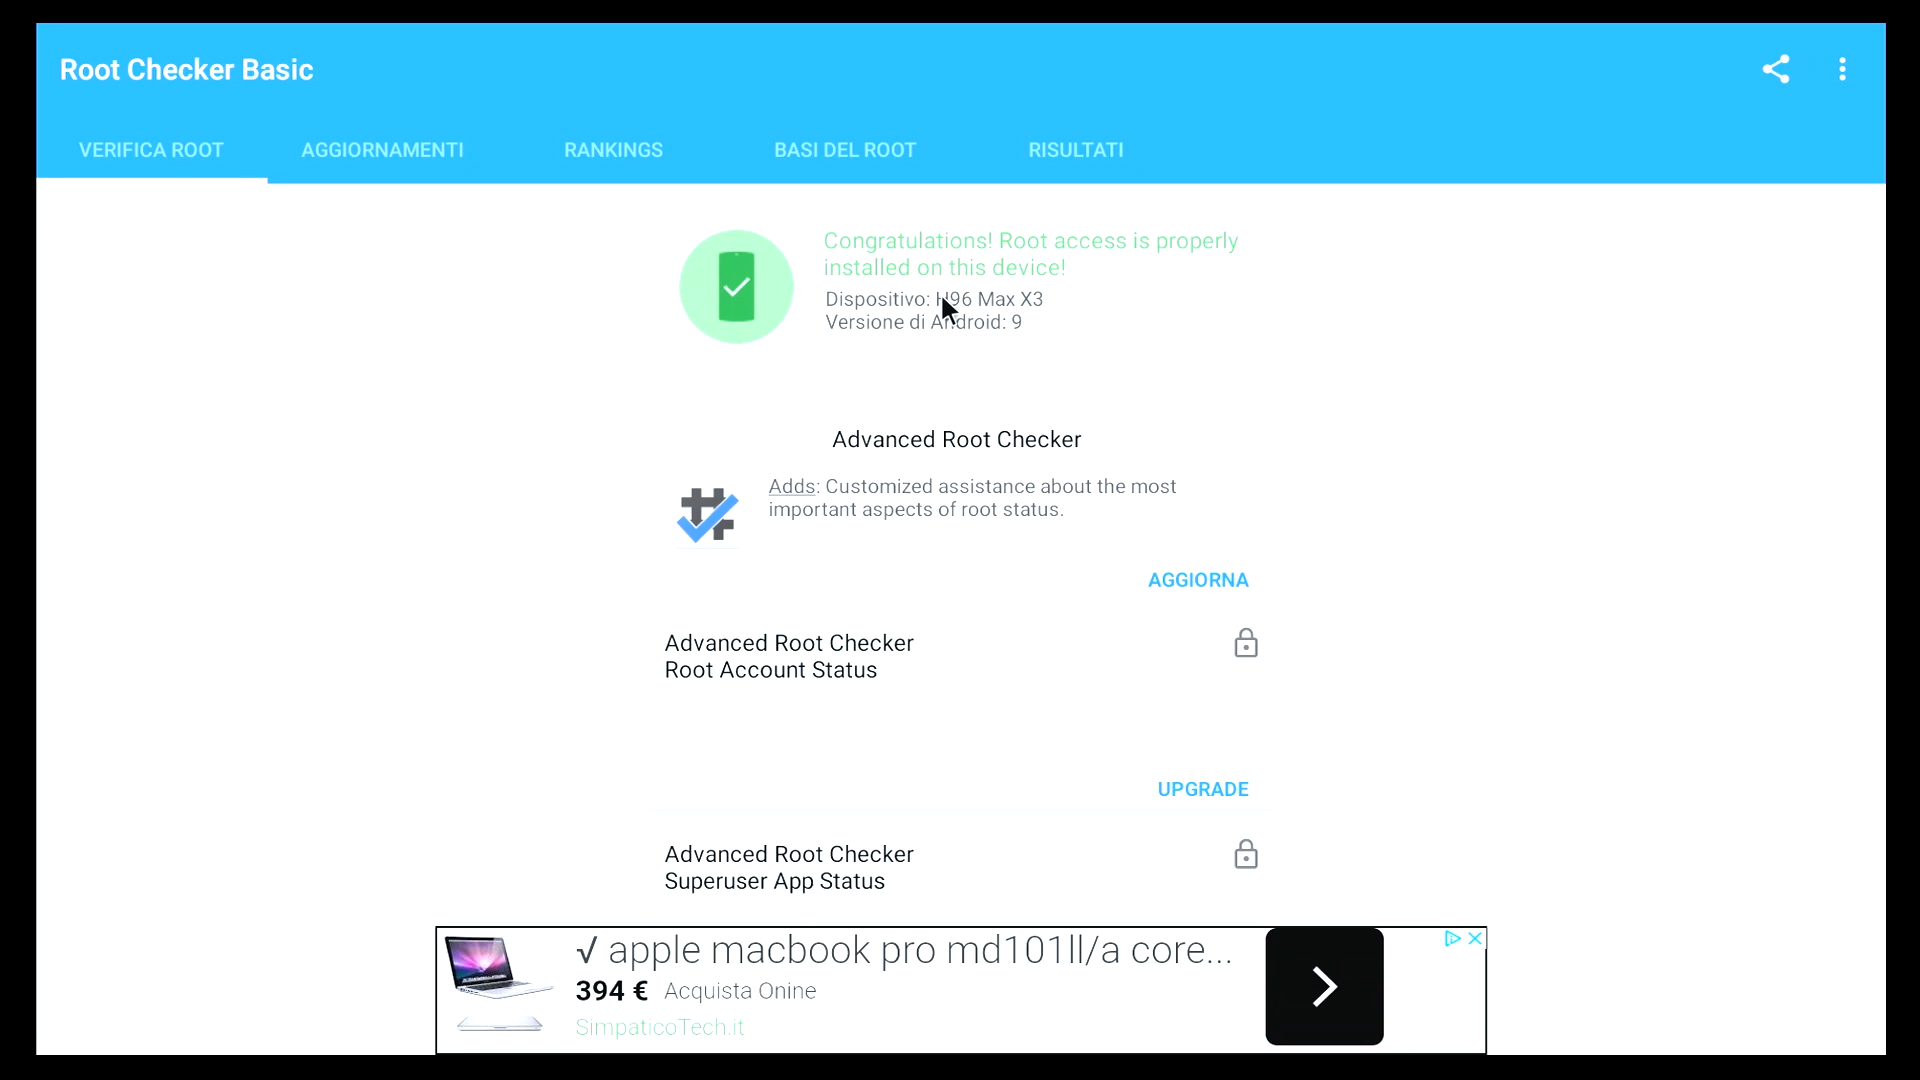 Root Checker Basic
VERIFICA ROOT
AGGIORNAMENTI
RANKINGS
BASI DEL ROOT
RISULTATI
Congratulations! Root access is properly
installed on this device!
Dispositivo: H96 Max X3
Versione di Android: 9
Advanced Root Checker
Adds: Customized assistance about the most
important aspects of root status.
AGGIORNA
Advanced Root Checker
Root Account Status
UPGRADE
Advanced Root Checker
Superuser App Status
√ apple macbook pro md101ll/a core...
394 € Acquista Onine
SimpaticoTech.it